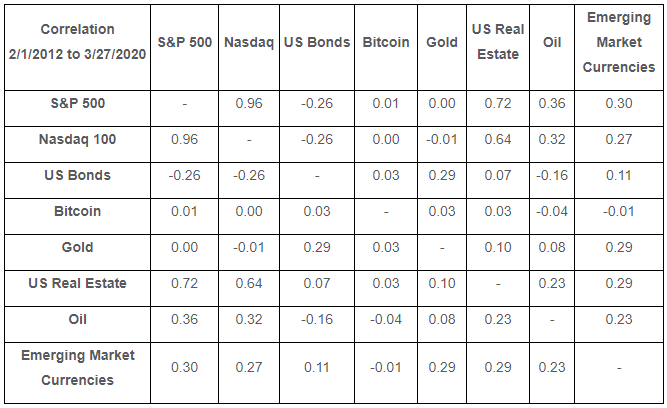 Correlation
2/1/2012 to 3/27/2020 S&P 500 Nasdaq US Bonds Bitcoin Gold US Real Estate Oil Emerging Market Currencies
S&P 500 - 0.96 -0.26 0.01 0.00 0.72 0.36 0.30
Nasdaq 100 0.96 - -0.26 0.00 -0.01 0.64 0.32 0.27
US Bonds -0.26 -0.26 - 0.03 0.29 0.07 -0.16 0.11
Bitcoin 0.01 0.00 0.03 - 0.03 0.03 -0.04 -0.01
Gold 0.00 -0.01 0.29 0.03 - 0.10 0.08 0.29
US Real Estate 0.72 0.64 0.07 0.03 0.10 - 0.23 0.29
Oil 0.36 0.32 -0.16 -0.04 0.08 0.23 - 0.23
Emerging Market
Currencies 0.30 0.27 0.11 -0.01 0.29 0.29 0.23 -